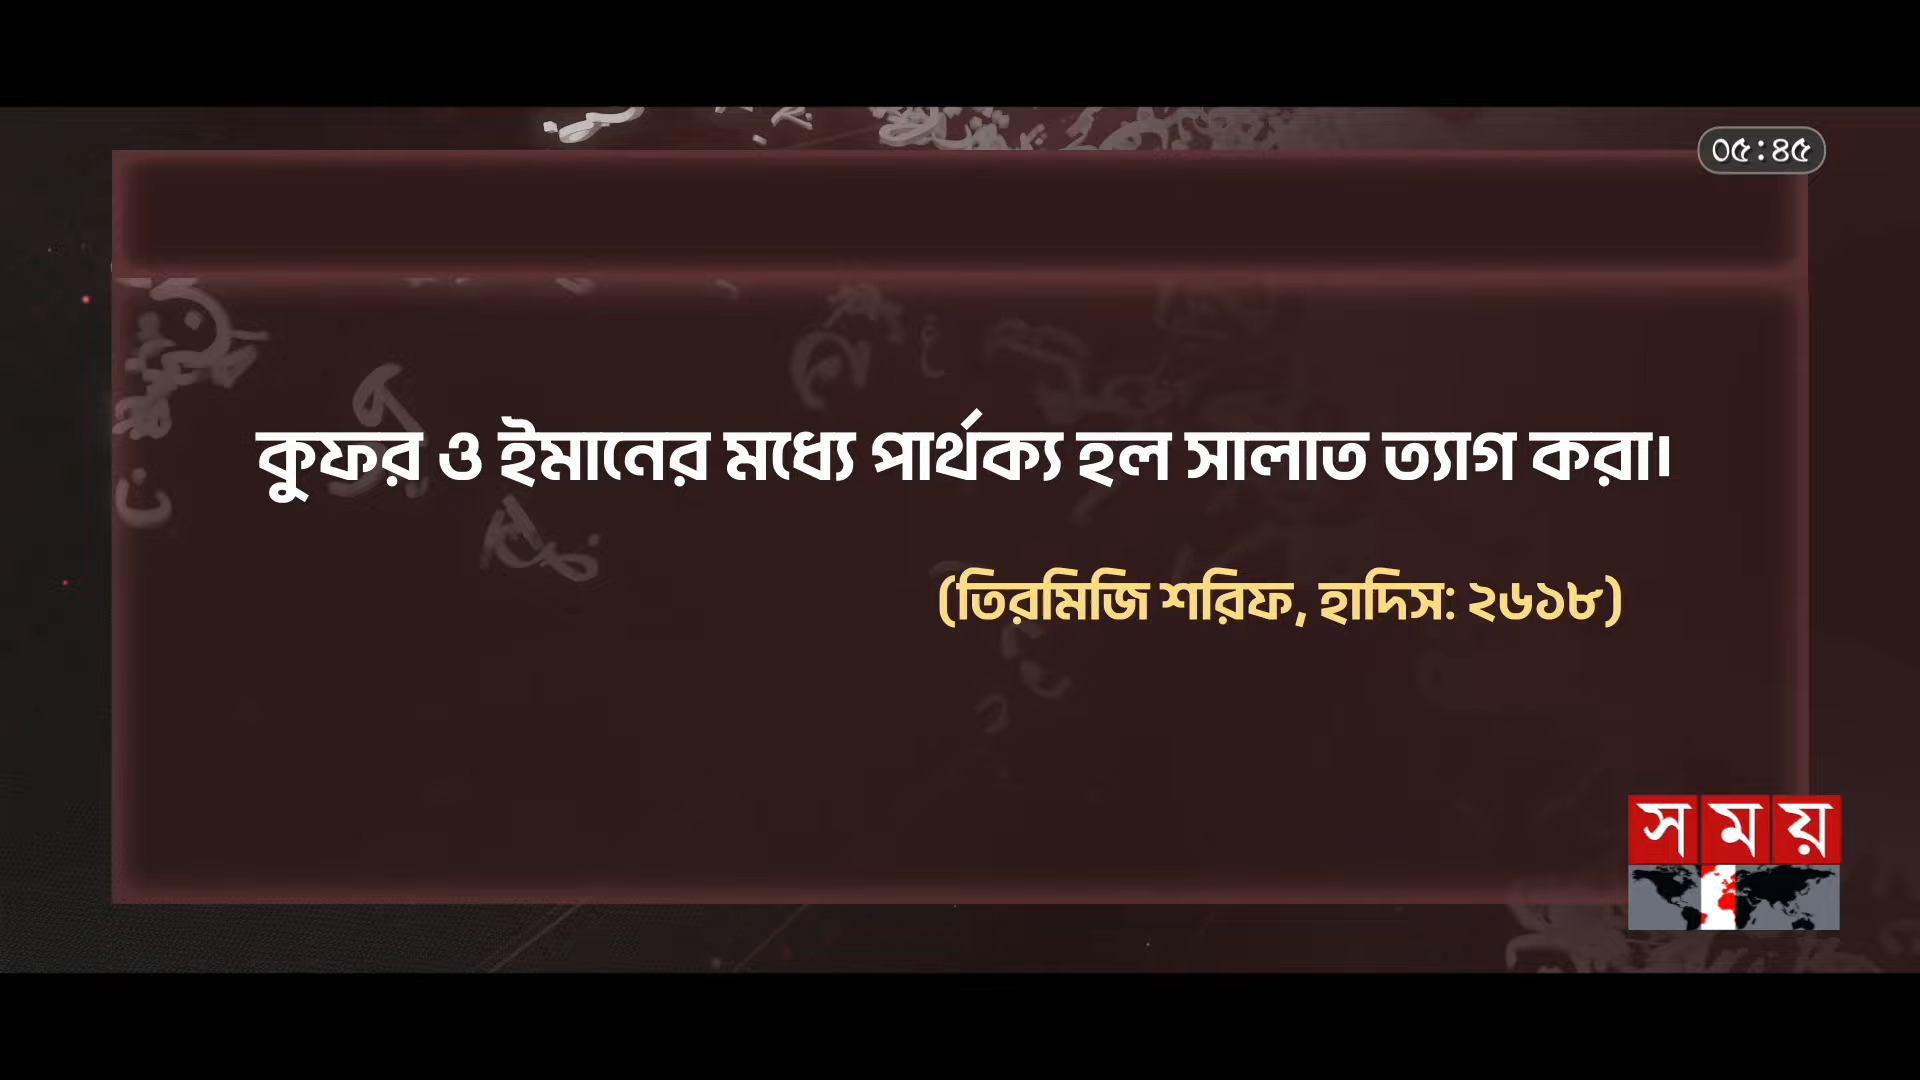 ০৫:৪৫
কুফর ও ইমানের মধ্যে পার্থক্য হল সালাত ত্যাগ করা।
(তিরমিজি শরিফ, হাদিস: ২৬১৮)
সময়